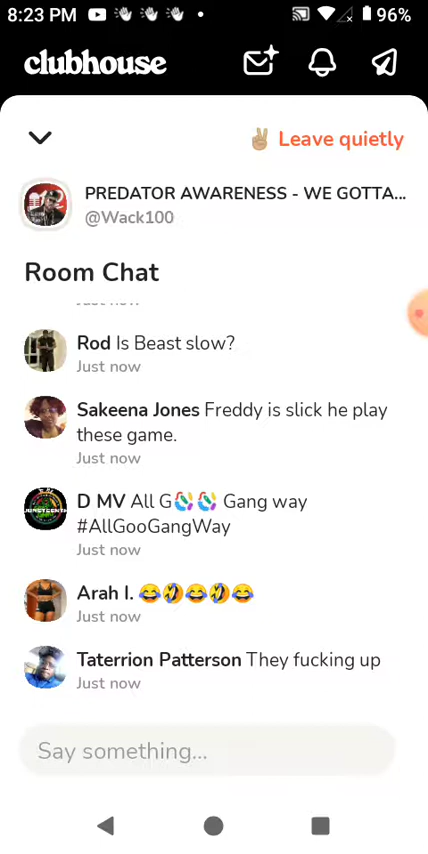 8:23 PM
96%
clubhouse
✌🏽 Leave quietly
PREDATOR AWARENESS - WE GOTTA...
@Wack100
Room Chat
Just now
Rod Is Beast slow?
Just now
Sakeena Jones Freddy is slick he play
these game.
Just now
D MV All G Gang way
#AllGooGangWay
Just now
Arah I. 😂🤣😂🤣😂
Just now
Taterrion Patterson They fucking up
Just now
Say something...